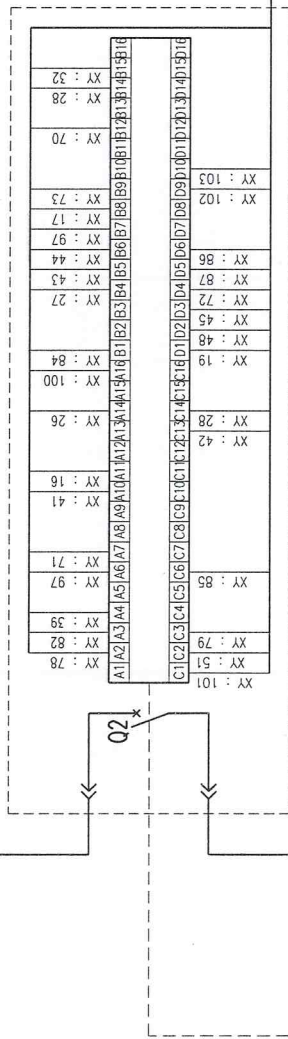 XY : 32
XY : 28
XY : 70
XY : 73
XY : 17
XY : 97
XY : 44
XY : 43
XY : 27
XY : 84
XY : 100
XY : 26
XY : 16
XY : 41
XY : 71
XY : 97
XY : 39
XY : 82
XY : 78
A1 A2 A3 A4 A5 A6 A7 A8 A9 A10 A11 A12 A13 A14 A15 A16 B1 B2 B3 B4 B5 B6 B7 B8 B9 B10 B11 B12 B13 B14 B15 B16
C1 C2 C3 C4 C5 C6 C7 C8 C9 C10 C11 C12 C13 C14 C15 C16 D1 D2 D3 D4 D5 D6 D7 D8 D9 D10 D11 D12 D13 D14 D15 D16
XY : 103
XY : 102
XY : 86
XY : 87
XY : 72
XY : 45
XY : 48
XY : 19
XY : 28
XY : 42
XY : 85
XY : 79
XY : 51
XY : 101
Q2